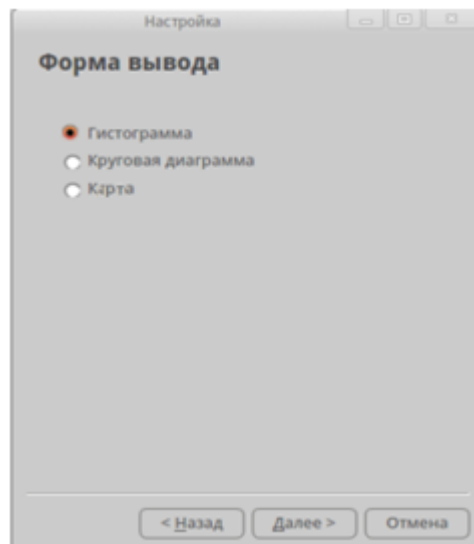 Настройка
Форма вывода
Гистограмма
Круговая диаграмма
Карта
< Назад
Далее >
Отмена